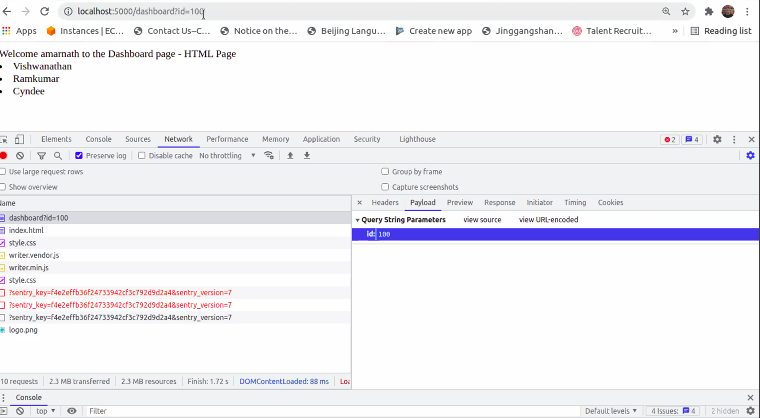 localhost:5000/dashboard?id=100
Apps Instances | EC... Contact Us–C... Notice on the... Beijing Langu... Create new app Jinggangshan... Talent Recruit... » Reading list
Welcome amarnath to the Dashboard page - HTML Page
• Vishwanathan
• Ramkumar
• Cyndee
Elements Console Sources Network Performance Memory Application Security Lighthouse 2 4
Preserve log Disable cache No throttling
Use large request rows Group by frame
Show overview Capture screenshots
Name × Headers Payload Preview Response Initiator Timing Cookies
dashboard?id=100
Query String Parameters view source view URL-encoded
index.html
id: 100
style.css
writer.vendor.js
writer.min.js
style.css
?sentry_key=f4e2effb36f24733942cf3c792d9d2a4&sentry_version=7
?sentry_key=f4e2effb36f24733942cf3c792d9d2a4&sentry_version=7
?sentry_key=f4e2effb36f24733942cf3c792d9d2a4&sentry_version=7
logo.png
10 requests 2.3 MB transferred 2.3 MB resources Finish: 1.72 s DOMContentLoaded: 88 ms Loa
Console
top Filter Default levels 4 Issues: 4 2 hidden